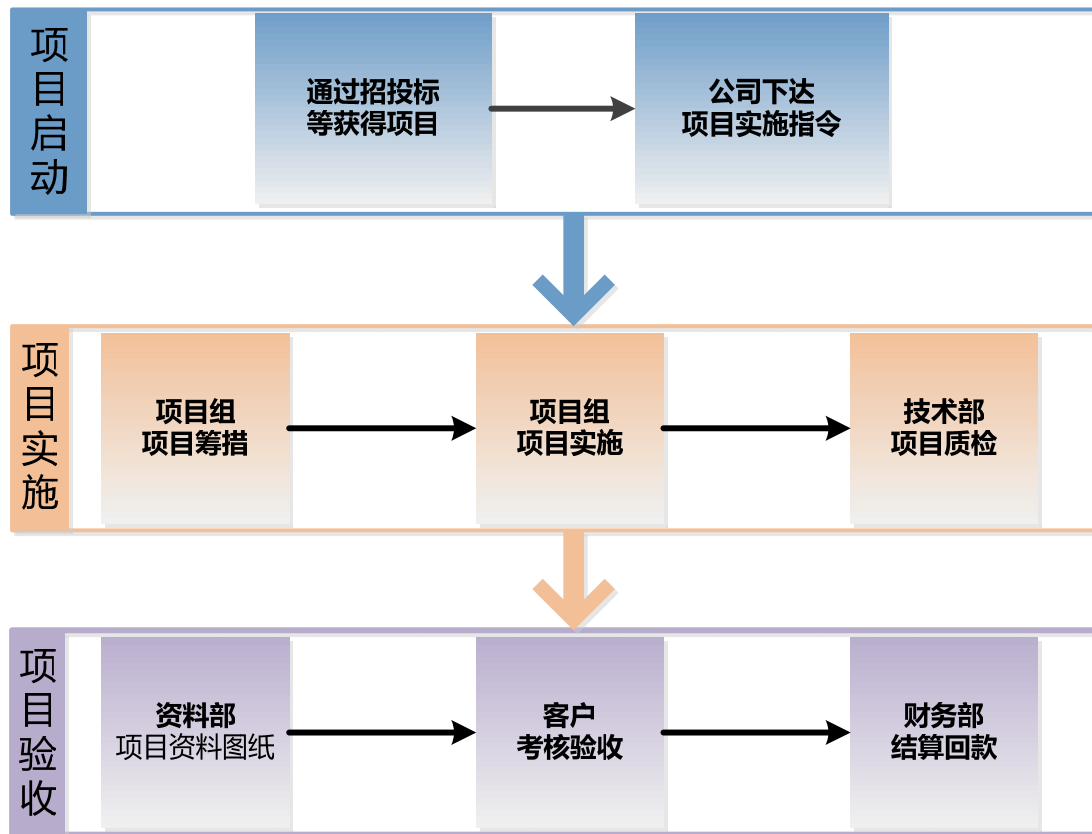 项目启动
通过招投标
等获得项目
公司下达
项目实施指令
项目实施
项目组
项目筹措
项目组
项目实施
技术部
项目质检
项目验收
资料部
项目资料图纸
客户
考核验收
财务部
结算回款